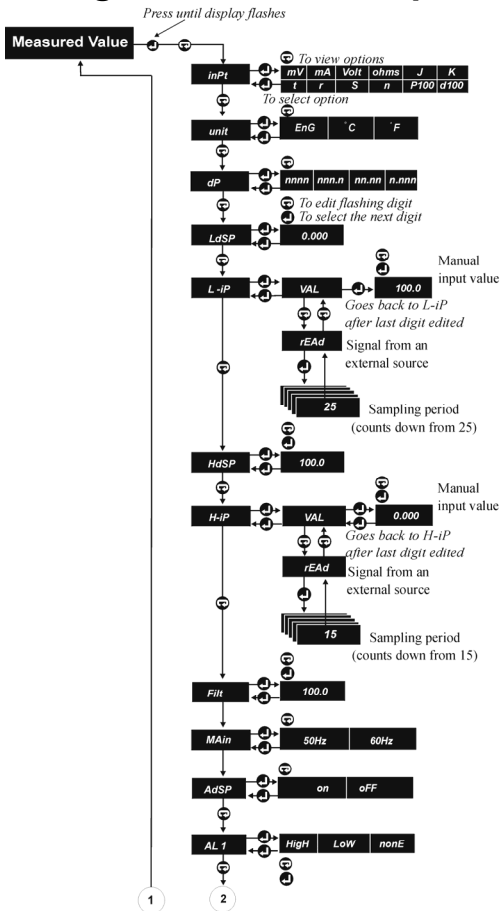 Press until display flashes
Measured Value
To view options
inPt
mV mA Volt ohms J K
t r S n P100 d100
To select option
unit
EnG °C °F
dP
nnnn nnn.n nn.nn n.nnn
To edit flashing digit
To select the next digit
LdSP
0.000
Manual
input value
L-iP
VAL
100.0
Goes back to L-iP
after last digit edited
rEAd
Signal from an
external source
25
Sampling period
(counts down from 25)
HdSP
100.0
Manual
input value
H-iP
VAL
0.000
Goes back to H-iP
after last digit edited
rEAd
Signal from an
external source
15
Sampling period
(counts down from 15)
Filt
100.0
MAin
50Hz 60Hz
AdSP
on oFF
AL1
HigH LoW nonE
1 2